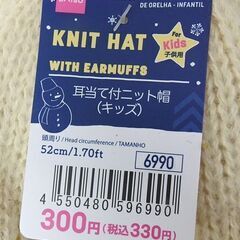 DE ORELHA - INFANTIL
KNIT HAT
WITH EARMUFFS
For Kids
子供用
耳当て付ニット帽
(キッズ)
頭周り / Head circumference / TAMANHO
52cm/1.70ft
6990
4 550480 596990
300円(税込330円)